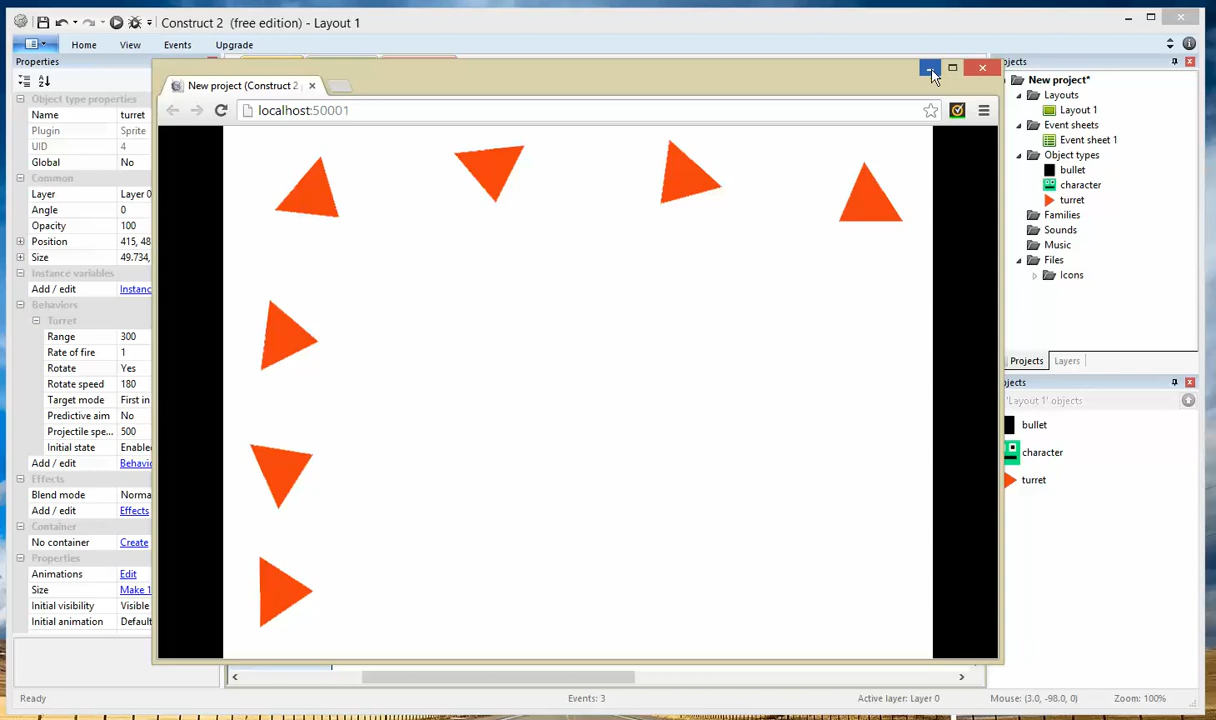 Construct 2 (free edition) - Layout 1
Home View Events Upgrade
Properties
Object type properties
Name turret
Plugin Sprite
UID 4
Global No
Common
Layer Layer 0
Angle 0
Opacity 100
Position 415, 48
Size 49.734,
Instance variables
Add / edit Instanc
Behaviors
Turret
Range 300
Rate of fire 1
Rotate Yes
Rotate speed 180
Target mode First in
Predictive aim No
Projectile spe... 500
Initial state Enable
Add / edit Behavio
Effects
Blend mode Norma
Add / edit Effects
Container
No container Create
Properties
Animations Edit
Size Make 1
Initial visibility Visible
Initial animation Default
New project (Construct 2
localhost:50001
ojects
New project*
Layouts
Layout 1
Event sheets
Event sheet 1
Object types
bullet
character
turret
Families
Sounds
Music
Files
Icons
Projects Layers
ojects
'Layout 1' objects
bullet
character
turret
Ready Events: 3 Active layer: Layer 0 Mouse: (3.0, -98.0, 0) Zoom: 100%